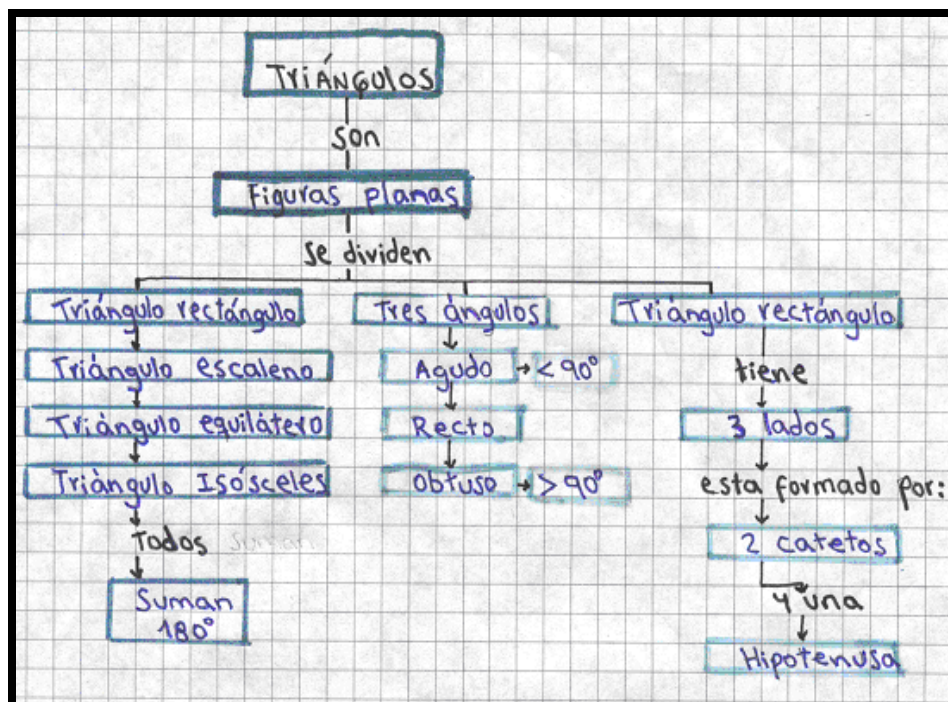 TRIÁNGULOS
son
Figuras planas
se dividen
Triángulo rectángulo
Triángulo escaleno
Triángulo equilátero
Triángulo Isósceles
Todos suman
Suman
180°
Tres ángulos
Agudo → < 90°
Recto
Obtuso → > 90°
Triángulo rectángulo
tiene
3 lados
esta formado por:
2 catetos
y una
Hipotenusa